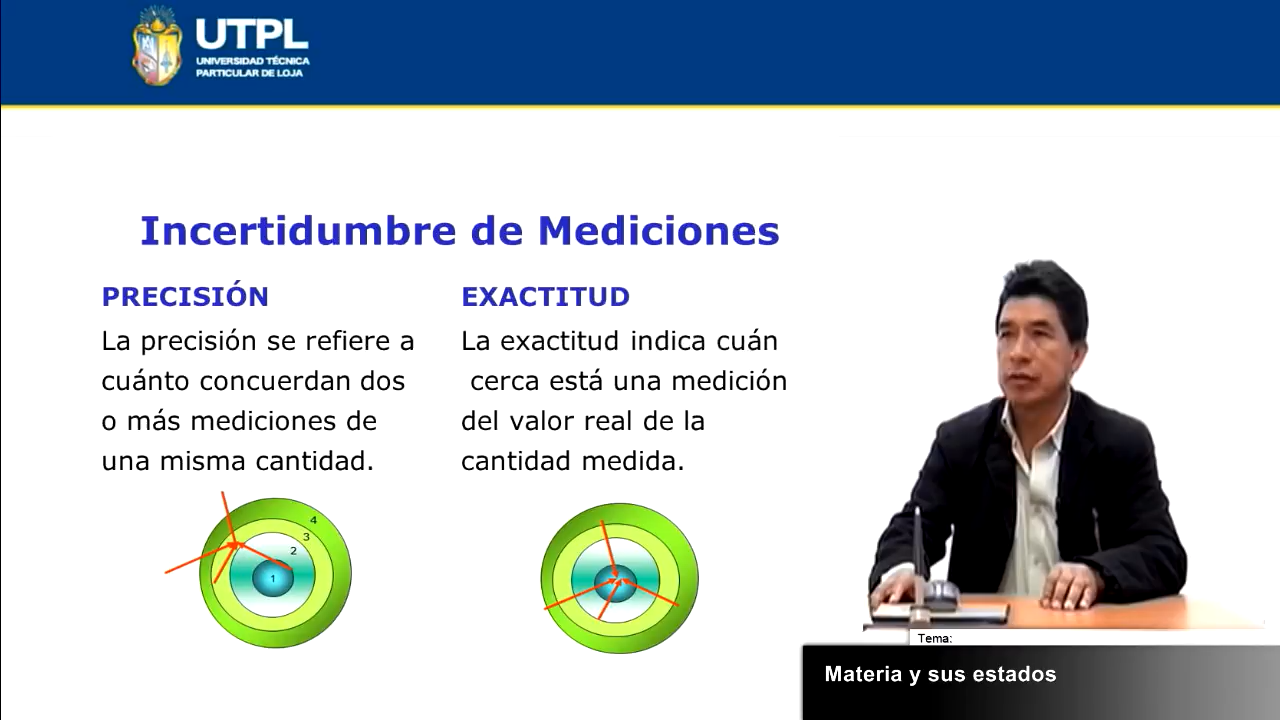 UTPL
UNIVERSIDAD TÉCNICA
PARTICULAR DE LOJA
Incertidumbre de Mediciones
PRECISIÓN
La precisión se refiere a
cuánto concuerdan dos
o más mediciones de
una misma cantidad.
4
3
2
1
EXACTITUD
La exactitud indica cuán
cerca está una medición
del valor real de la
cantidad medida.
Tema:
Materia y sus estados